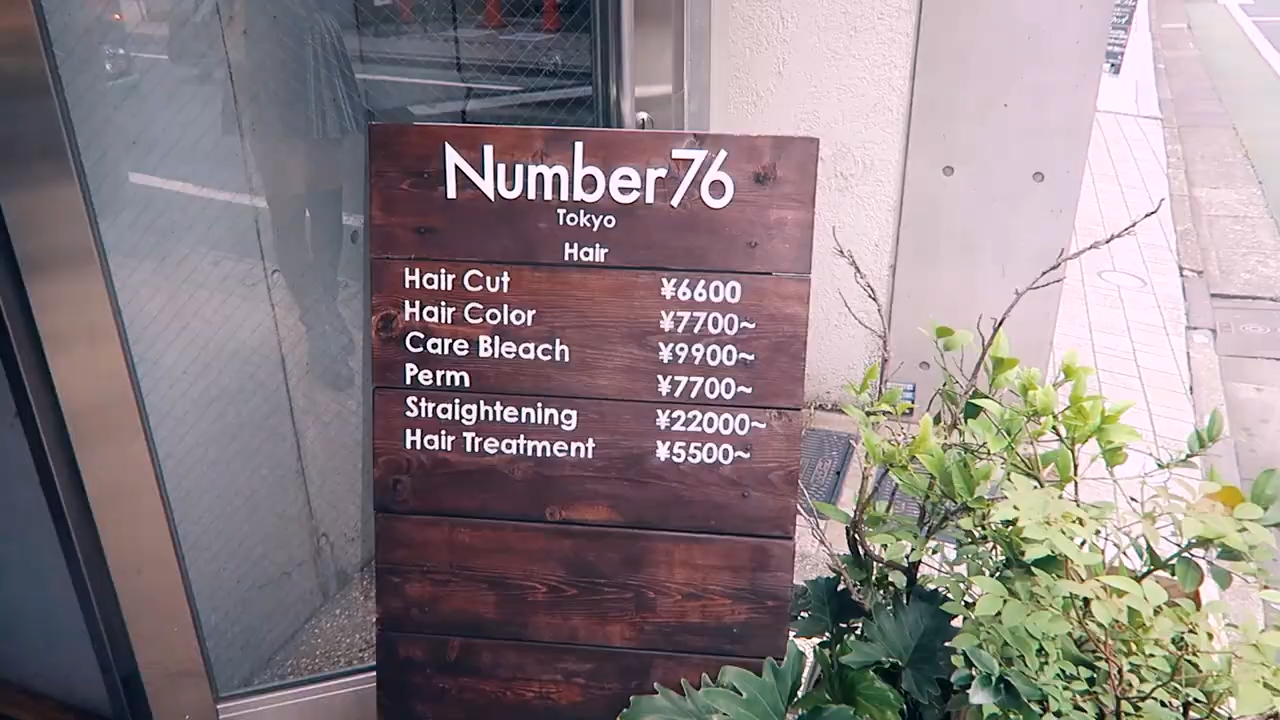 Number76
Tokyo
Hair
Hair Cut ¥6600
Hair Color ¥7700~
Care Bleach ¥9900~
Perm ¥7700~
Straightening ¥22000~
Hair Treatment ¥5500~